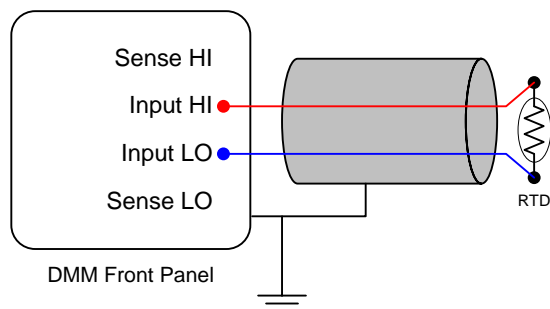 Sense HI
Input HI
Input LO
Sense LO
RTD
DMM Front Panel